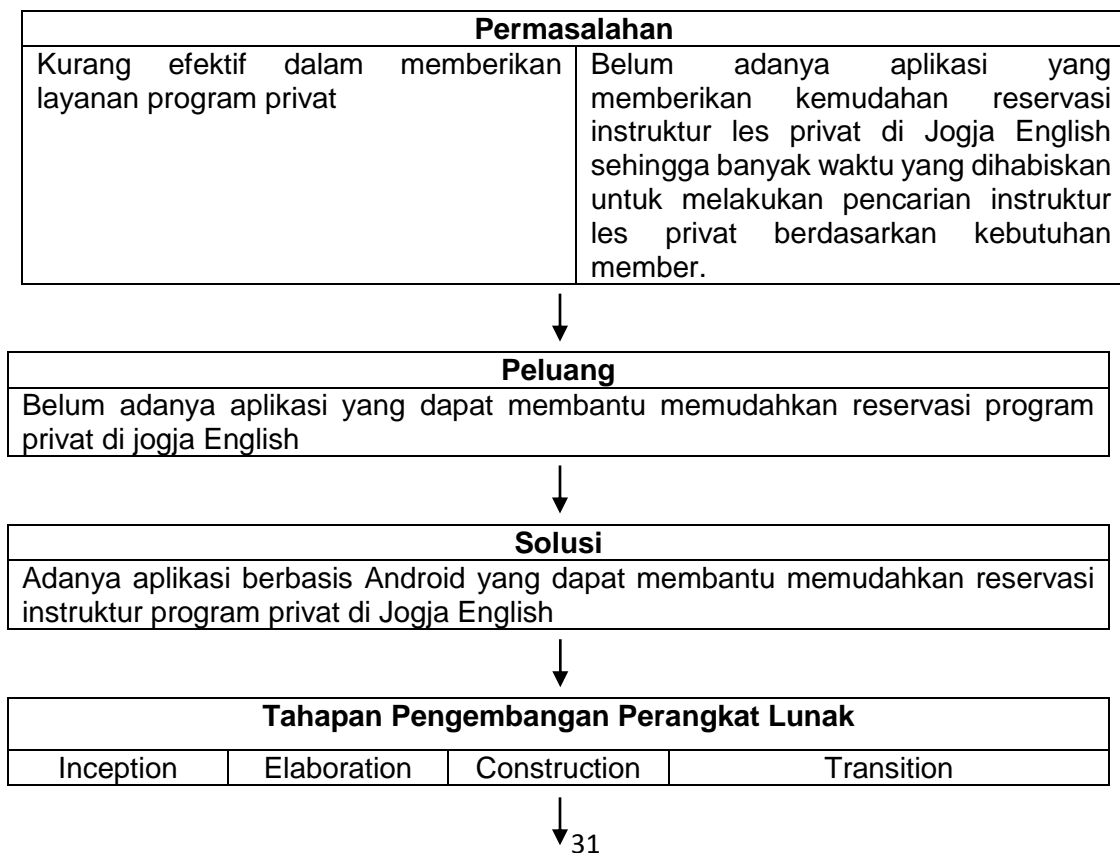 Permasalahan
Kurang efektif dalam memberikan
layanan program privat
Belum adanya aplikasi yang
memberikan kemudahan reservasi
instruktur les privat di Jogja English
sehingga banyak waktu yang dihabiskan
untuk melakukan pencarian instruktur
les privat berdasarkan kebutuhan
member.
Peluang
Belum adanya aplikasi yang dapat membantu memudahkan reservasi program
privat di jogja English
Solusi
Adanya aplikasi berbasis Android yang dapat membantu memudahkan reservasi
instruktur program privat di Jogja English
Tahapan Pengembangan Perangkat Lunak
Inception Elaboration Construction Transition
31